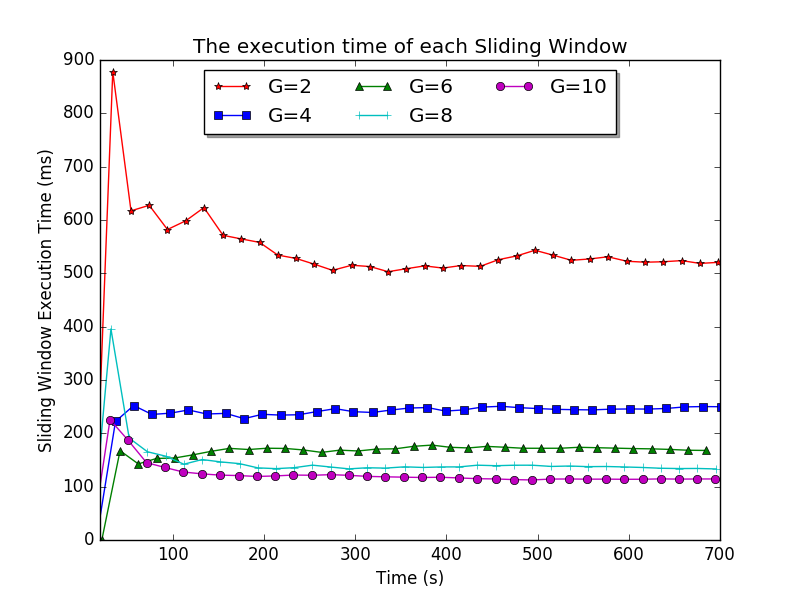 The execution time of each Sliding Window
G=2 G=6 G=10
G=4 G=8
Sliding Window Execution Time (ms)
900
800
700
600
500
400
300
200
100
0
100 200 300 400 500 600 700
Time (s)